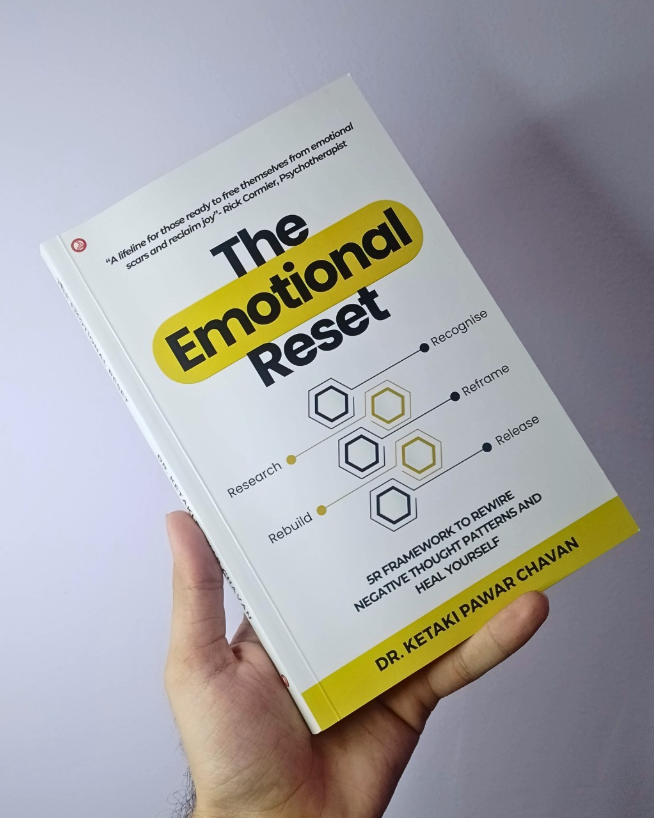 "A lifeline for those ready to free themselves from emotional
scars and reclaim joy"- Rick Cormier, Psychotherapist
The
Emotional
Reset
Recognise
Reframe
Research
Release
Rebuild
5R FRAMEWORK TO REWIRE
NEGATIVE THOUGHT PATTERNS AND
HEAL YOURSELF
DR. KETAKI PAWAR CHAVAN